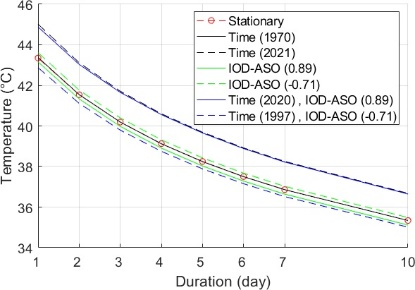 46
44
42
40
38
36
34
Temperature (°C)
Stationary
Time (1970)
Time (2021)
IOD-ASO (0.89)
IOD-ASO (-0.71)
Time (2020) , IOD-ASO (0.89)
Time (1997) , IOD-ASO (-0.71)
1 2 3 4 5 6 7 10
Duration (day)